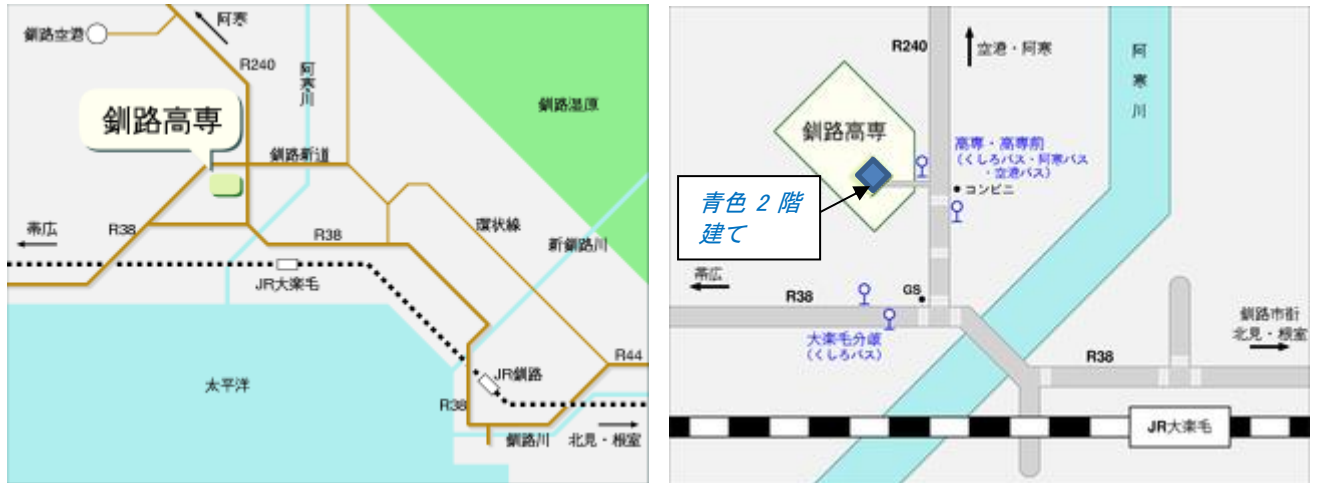 阿寒
釧路空港
R240
阿寒川
釧路湿原
釧路高専
釧路新道
環状線
帯広
R38
R38
新釧路川
JR大楽毛
太平洋
R44
JR釧路
R38
釧路川
北見・根室
R240
空港・阿寒
阿寒川
釧路高専
高専・高専前
(くしろバス・阿寒バス
・空港バス)
コンビニ
青色 2 階
建て
帯広
R38
GS
大楽毛分岐
(くしろバス)
釧路市街
北見・根室
R38
JR大楽毛